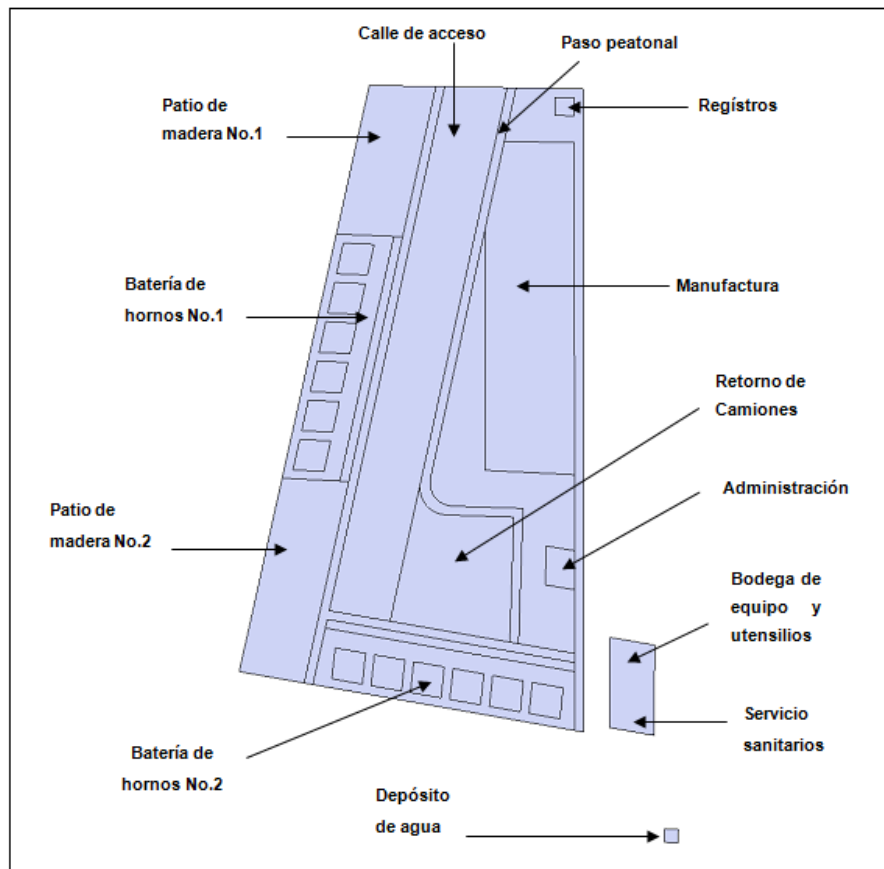 Calle de acceso
Paso peatonal
Patio de
madera No.1
Regístros
Batería de
hornos No.1
Manufactura
Retorno de
Camiones
Administración
Patio de
madera No.2
Bodega de
equipo y
utensilios
Servicio
sanitarios
Batería de
hornos No.2
Depósito
de agua